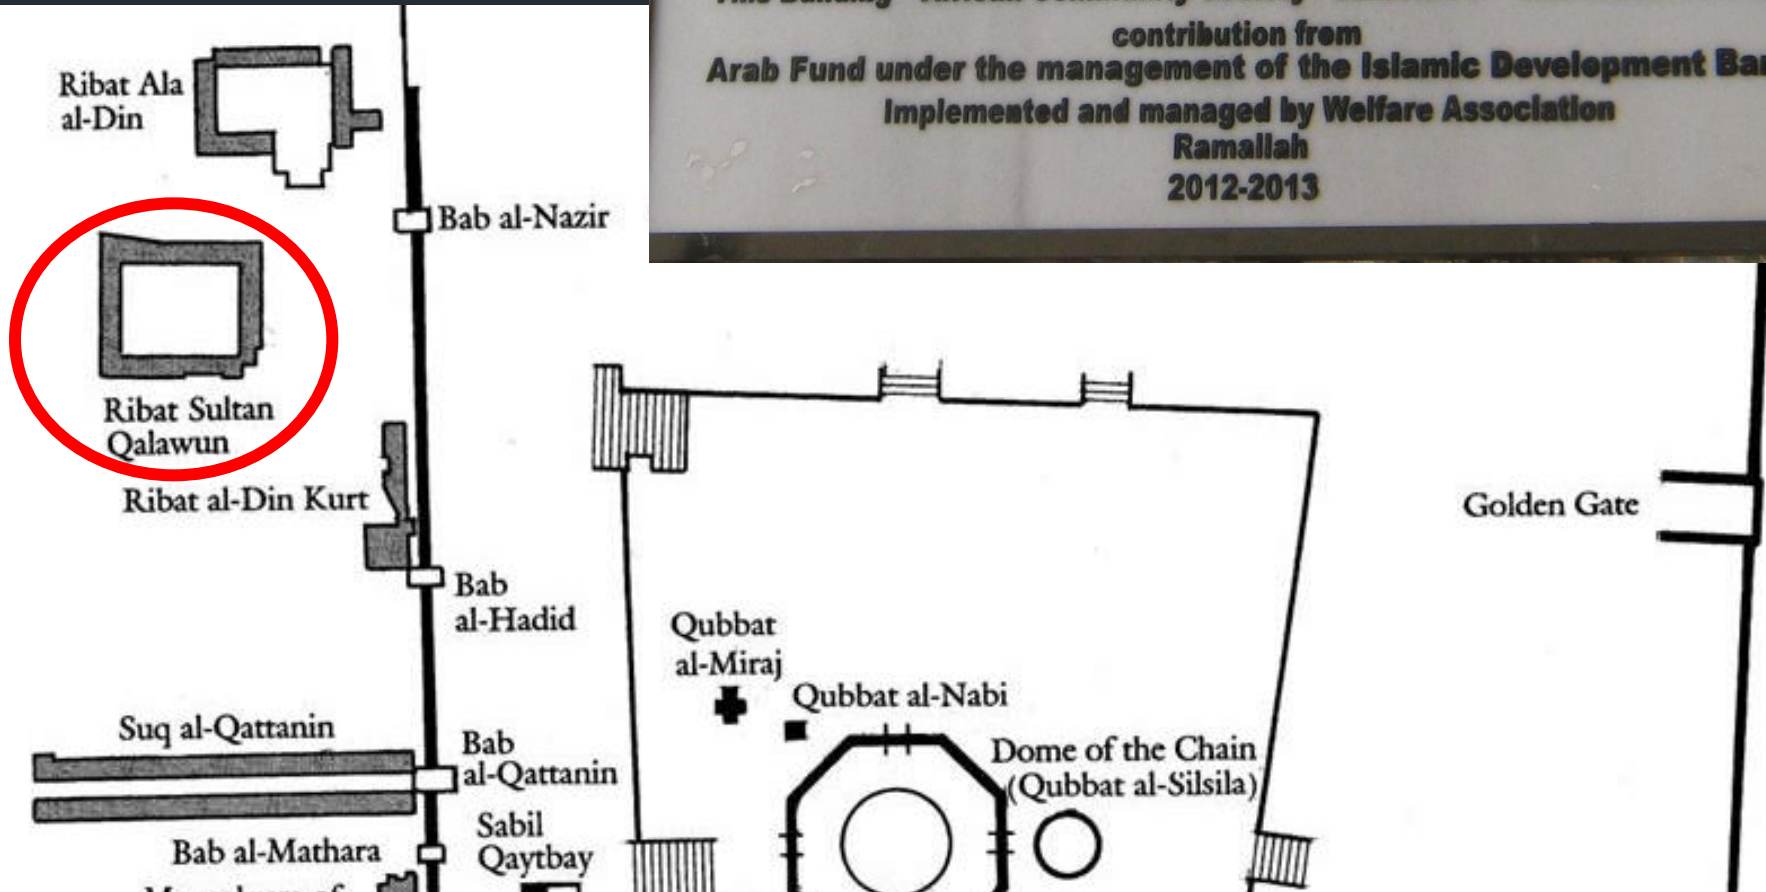 contribution from
Arab Fund under the management of the Islamic Development
Implemented and managed by Welfare Association
Ramallah
2012-2013
Ribat Ala
al-Din
Bab al-Nazir
Ribat Sultan
Qalawun
Ribat al-Din Kurt
Golden Gate
Bab
al-Hadid
Qubbat
al-Miraj
Qubbat al-Nabi
Suq al-Qattanin
Bab
al-Qattanin
Dome of the Chain
(Qubbat al-Silsila)
Sabil
Qaytbay
Bab al-Mathara